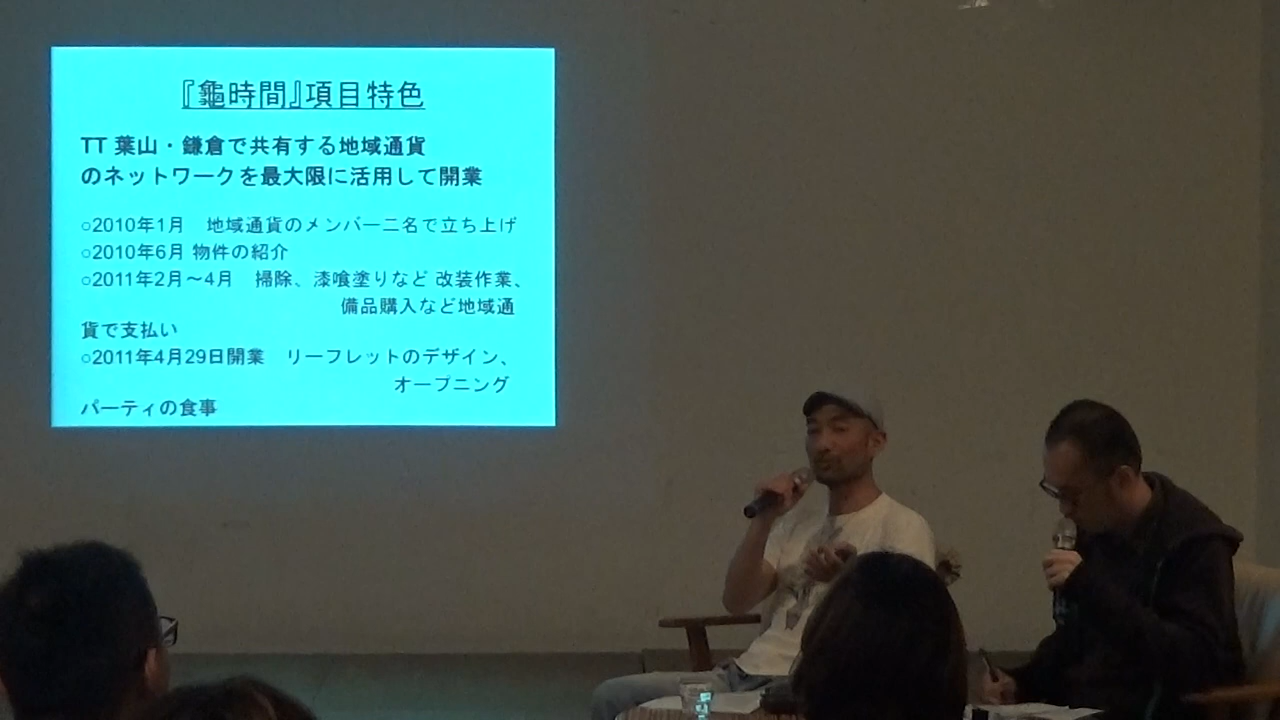 『龜時間』項目特色
TT 葉山・鎌倉で共有する地域通貨
のネットワークを最大限に活用して開業
○2010年1月　地域通貨のメンバー二名で立ち上げ
○2010年6月 物件の紹介
○2011年2月～4月　掃除、漆喰塗りなど 改装作業、
備品購入など地域通
貨で支払い
○2011年4月29日開業　リーフレットのデザイン、
オープニング
パーティの食事